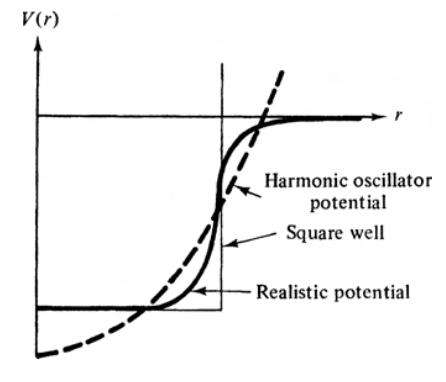 V(r)
r
Harmonic oscillator
potential
Square well
Realistic potential